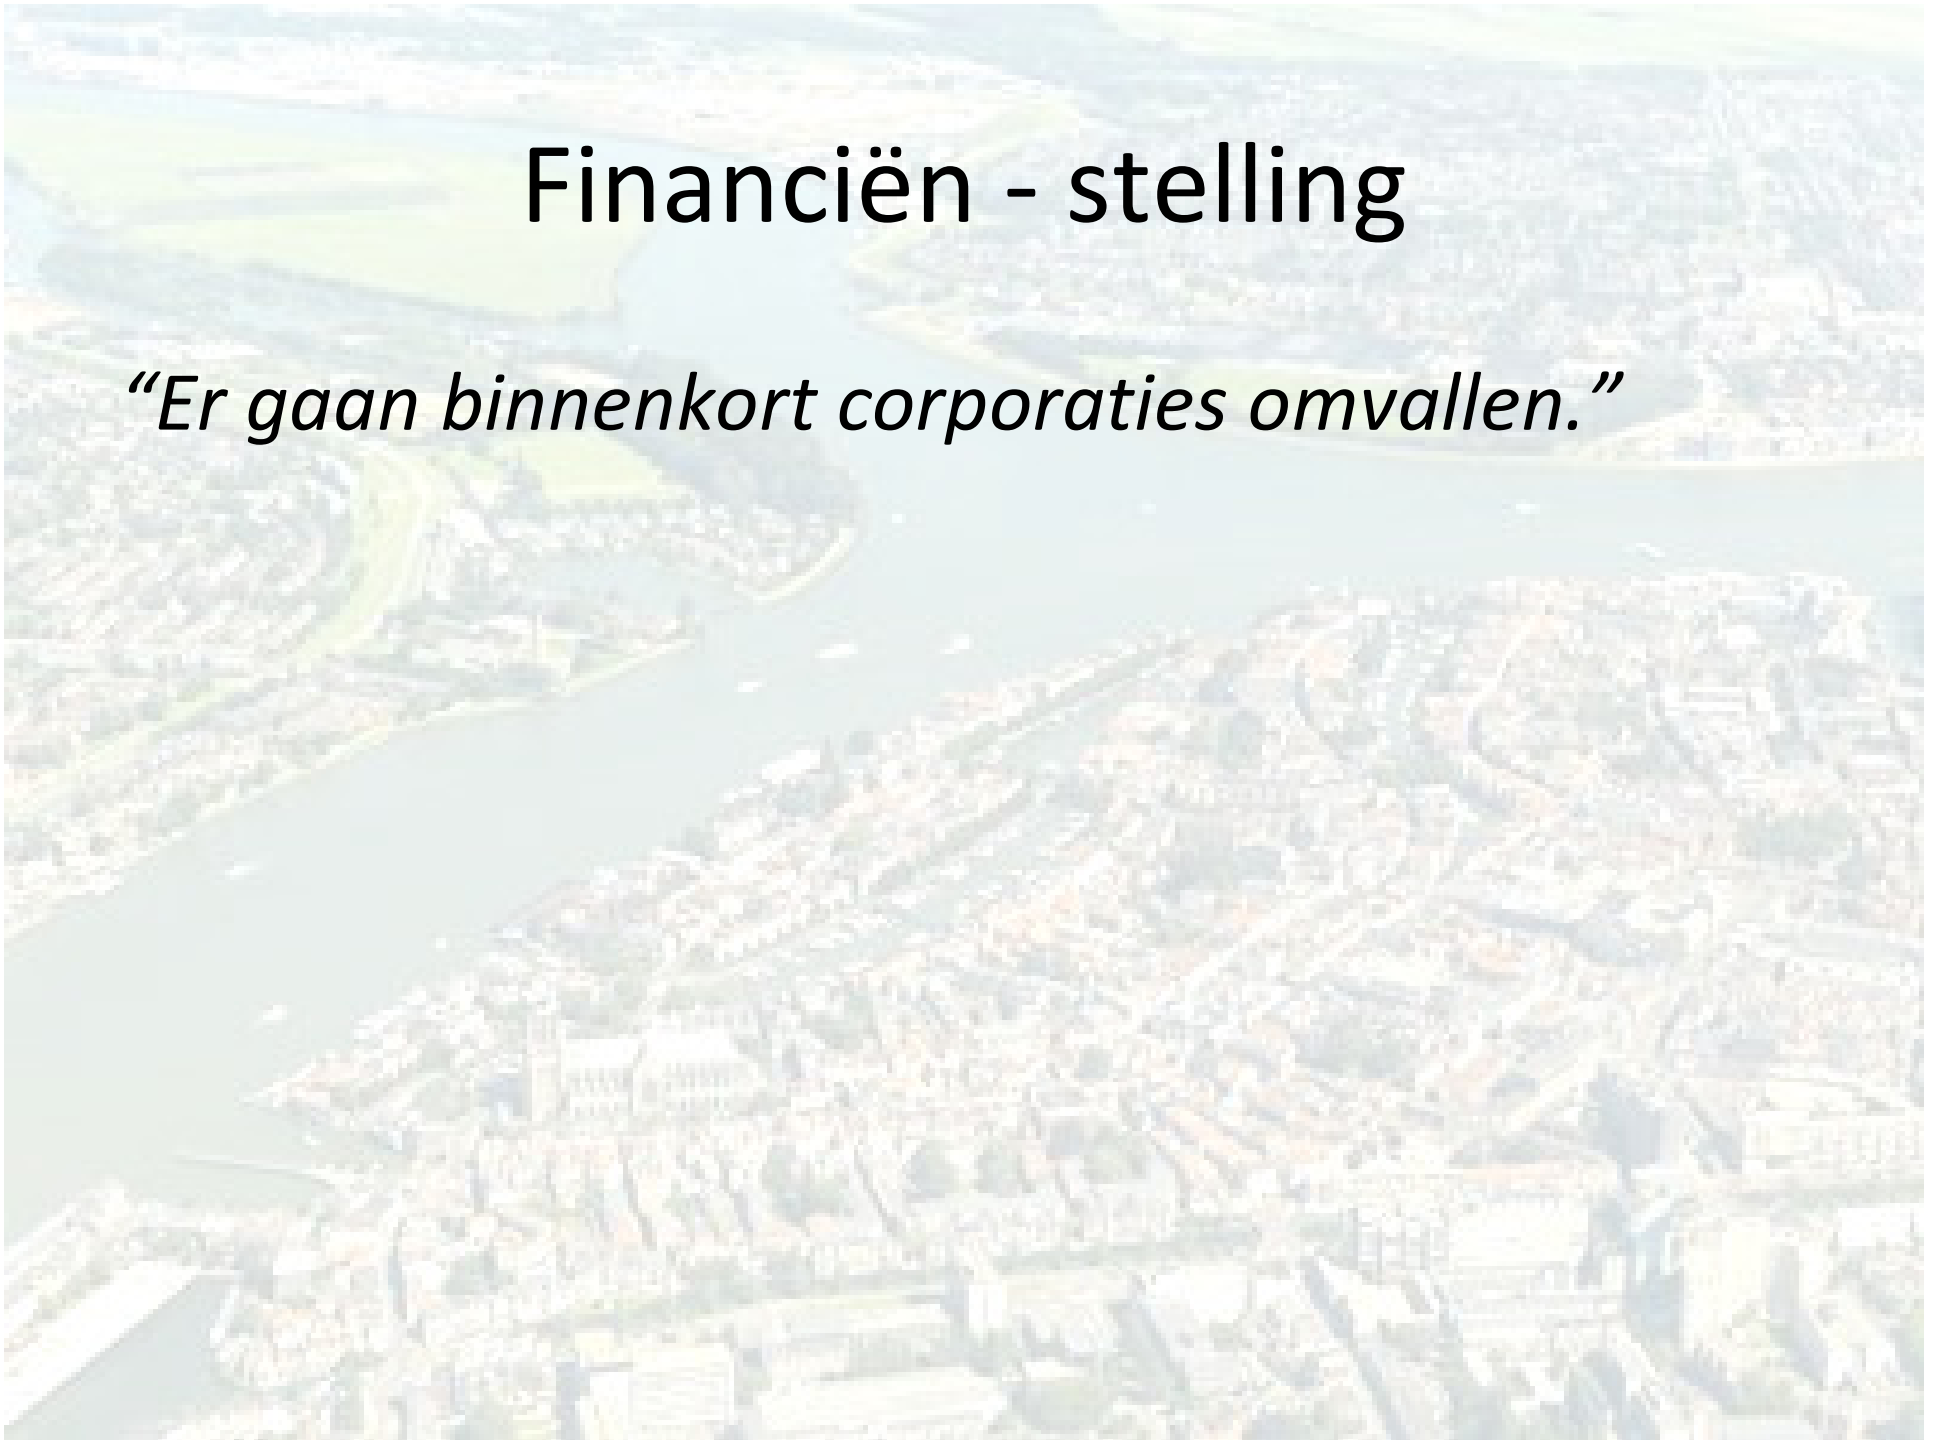 Financiën - stelling
“Er gaan binnenkort corporaties omvallen.”